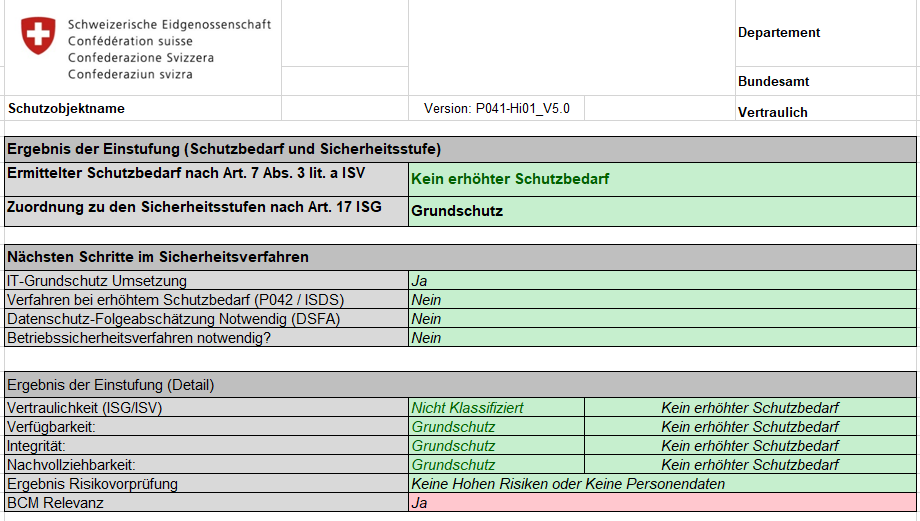 Schweizerische Eidgenossenschaft
Confédération suisse
Confederazione Svizzera
Confederaziun svizra
Departement
Bundesamt
Schutzobjektname
Version: P041-Hi01_V5.0
Vertraulich
Ergebnis der Einstufung (Schutzbedarf und Sicherheitsstufe)
Ermittelter Schutzbedarf nach Art. 7 Abs. 3 lit. a ISV
Kein erhöhter Schutzbedarf
Zuordnung zu den Sicherheitsstufen nach Art. 17 ISG
Grundschutz
Nächsten Schritte im Sicherheitsverfahren
IT-Grundschutz Umsetzung Ja
Verfahren bei erhöhtem Schutzbedarf (P042 / ISDS) Nein
Datenschutz-Folgeabschätzung Notwendig (DSFA) Nein
Betriebssicherheitsverfahren notwendig? Nein
Ergebnis der Einstufung (Detail)
Vertraulichkeit (ISG/ISV) Nicht Klassifiziert Kein erhöhter Schutzbedarf
Verfügbarkeit: Grundschutz Kein erhöhter Schutzbedarf
Integrität: Grundschutz Kein erhöhter Schutzbedarf
Nachvollziehbarkeit: Grundschutz Kein erhöhter Schutzbedarf
Ergebnis Risikovorprüfung Keine Hohen Risiken oder Keine Personendaten
BCM Relevanz Ja